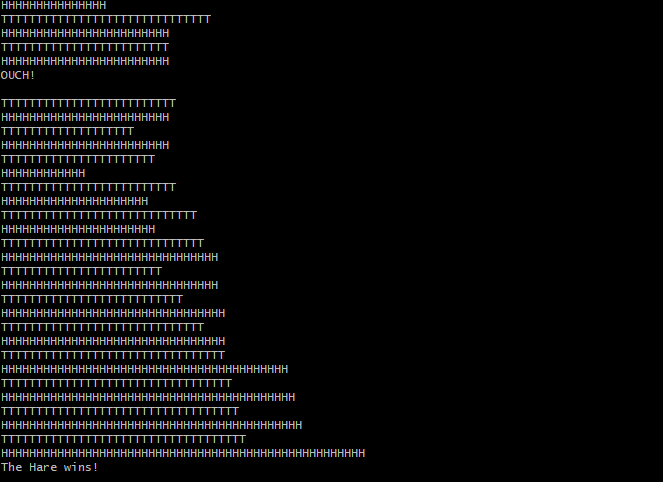 HHHHHHHHHHHHHHH
TTTTTTTTTTTTTTTTTTTTTTTTTTTTTT
HHHHHHHHHHHHHHHHHHHHHHHH
TTTTTTTTTTTTTTTTTTTTTTTT
HHHHHHHHHHHHHHHHHHHHHHHH
OUCH!
TTTTTTTTTTTTTTTTTTTTTTTTT
HHHHHHHHHHHHHHHHHHHHHHHH
TTTTTTTTTTTTTTTTTTT
HHHHHHHHHHHHHHHHHHHHHHHH
TTTTTTTTTTTTTTTTTTTTTT
HHHHHHHHHHHH
TTTTTTTTTTTTTTTTTTTTTTTTT
HHHHHHHHHHHHHHHHHHHHH
TTTTTTTTTTTTTTTTTTTTTTTTTTTT
HHHHHHHHHHHHHHHHHHHHHH
TTTTTTTTTTTTTTTTTTTTTTTTTTTTT
HHHHHHHHHHHHHHHHHHHHHHHHHHHHHHH
TTTTTTTTTTTTTTTTTTTTTTT
HHHHHHHHHHHHHHHHHHHHHHHHHHHHHHH
TTTTTTTTTTTTTTTTTTTTTTTTTT
HHHHHHHHHHHHHHHHHHHHHHHHHHHHHHHH
TTTTTTTTTTTTTTTTTTTTTTTTTTTTT
HHHHHHHHHHHHHHHHHHHHHHHHHHHHHHHH
TTTTTTTTTTTTTTTTTTTTTTTTTTTTTTTT
HHHHHHHHHHHHHHHHHHHHHHHHHHHHHHHHHHHHHHHHH
TTTTTTTTTTTTTTTTTTTTTTTTTTTTTTTTT
HHHHHHHHHHHHHHHHHHHHHHHHHHHHHHHHHHHHHHHHHH
TTTTTTTTTTTTTTTTTTTTTTTTTTTTTTTTTT
HHHHHHHHHHHHHHHHHHHHHHHHHHHHHHHHHHHHHHHHHHH
TTTTTTTTTTTTTTTTTTTTTTTTTTTTTTTTTTT
HHHHHHHHHHHHHHHHHHHHHHHHHHHHHHHHHHHHHHHHHHHHHHHHHHHH
The Hare wins!